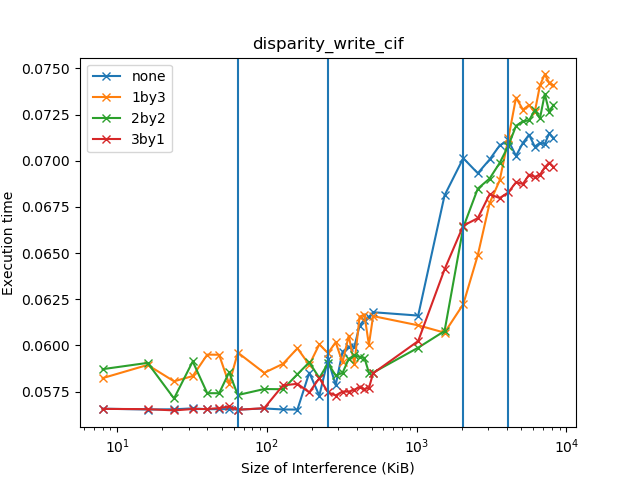 disparity_write_cif
none
1by3
2by2
3by1
Execution time
0.0750
0.0725
0.0700
0.0675
0.0650
0.0625
0.0600
0.0575
10¹
10²
10³
10⁴
Size of Interference (KiB)